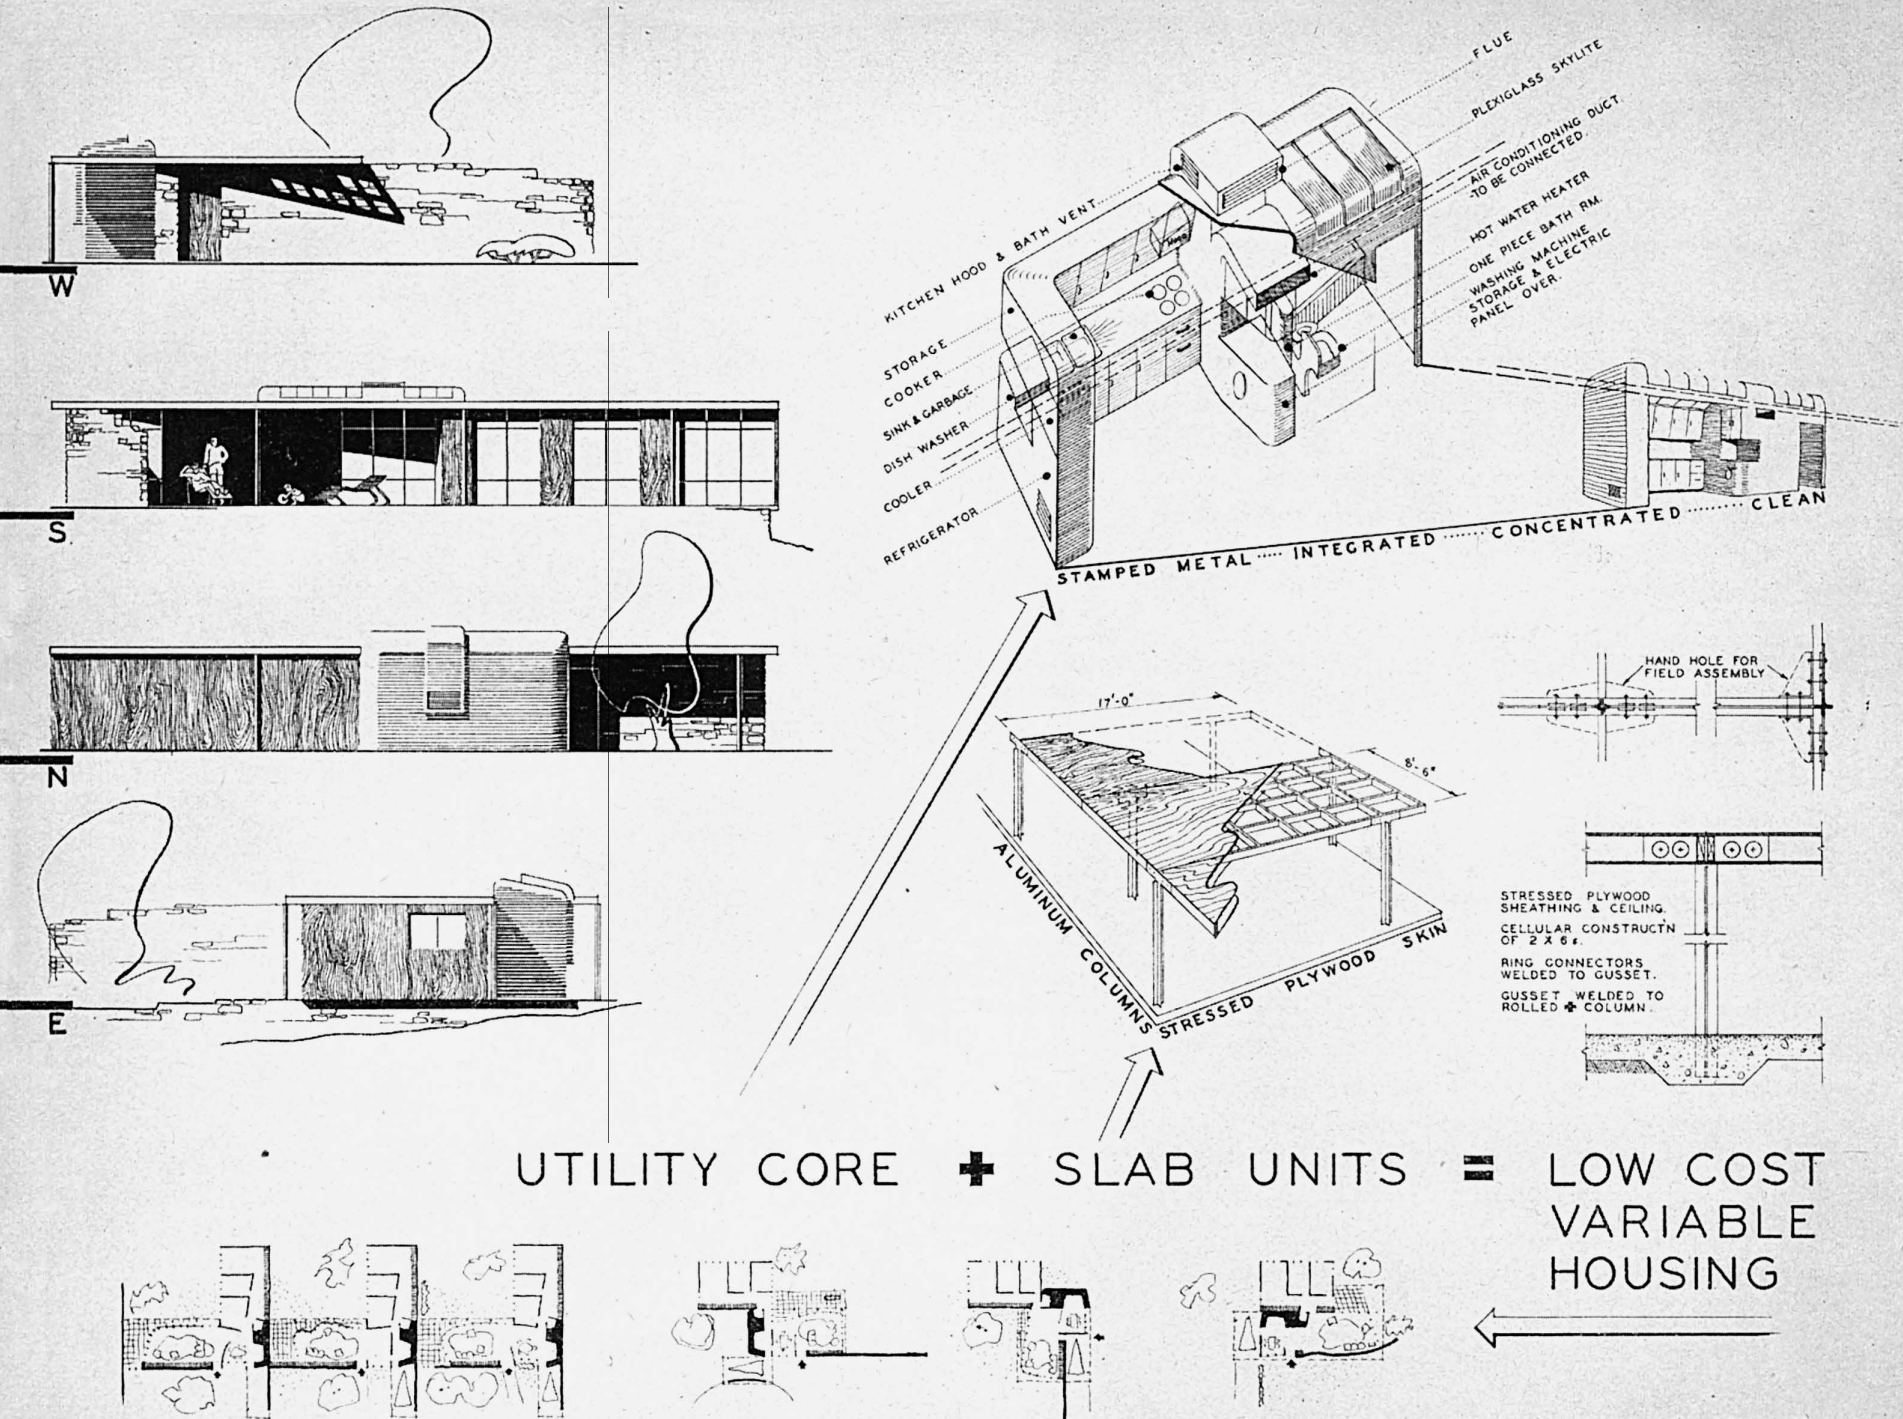 W
S
N
E
FLUE
PLEXIGLASS SKYLITE
AIR CONDITIONING DUCT
-TO BE CONNECTED.
HOT WATER HEATER
ONE PIECE BATH RM.
WASHING MACHINE
STORAGE & ELECTRIC
PANEL OVER.
KITCHEN HOOD & BATH VENT
STORAGE
COOKER
SINK & GARBAGE
DISH WASHER
COOLER
REFRIGERATOR
STAMPED METAL ..... INTEGRATED ...... CONCENTRATED ........ CLEAN
HAND HOLE FOR
FIELD ASSEMBLY
17'-0"
8'-6"
ALUMINUM COLUMNS
STRESSED PLYWOOD SKIN
STRESSED PLYWOOD
SHEATHING & CEILING.
CELLULAR CONSTRUCT'N
OF 2 X 6 s.
RING CONNECTORS
WELDED TO GUSSET.
GUSSET WELDED TO
ROLLED ✚ COLUMN.
UTILITY CORE + SLAB UNITS = LOW COST
VARIABLE
HOUSING